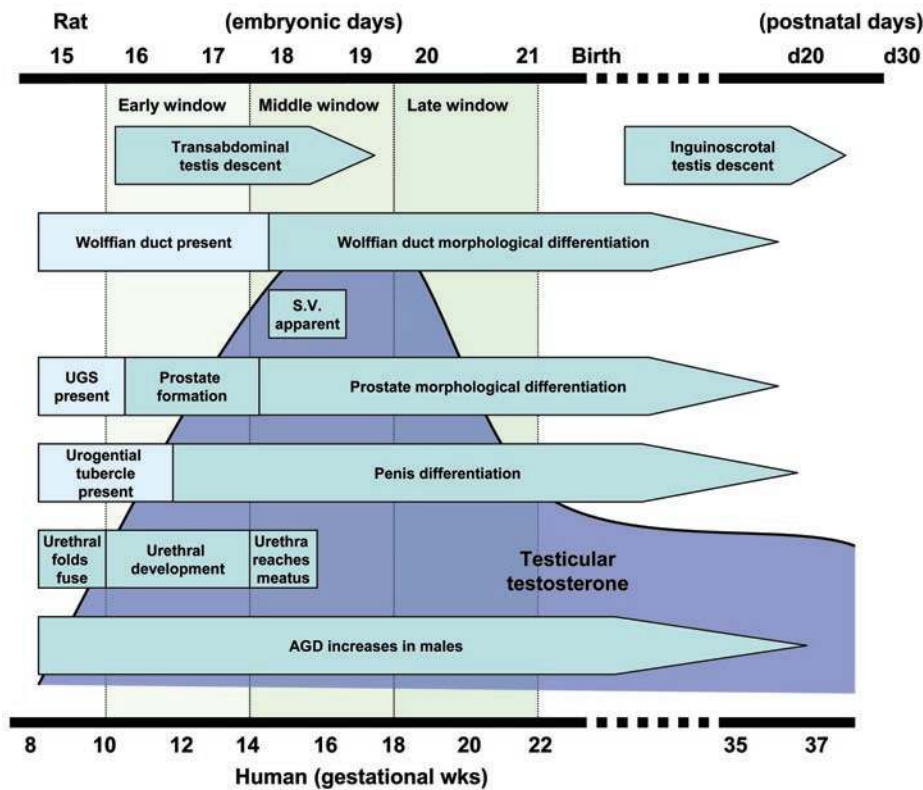 Rat (embryonic days) (postnatal days)
15 16 17 18 19 20 21 Birth d20 d30
Early window Middle window Late window
Transabdominal
testis descent
Inguinoscrotal
testis descent
Wolffian duct present
Wolffian duct morphological differentiation
S.V.
apparent
UGS
present
Prostate
formation
Prostate morphological differentiation
Urogential
tubercle
present
Penis differentiation
Urethral
folds
fuse
Urethral
development
Urethra
reaches
meatus
Testicular
testosterone
AGD increases in males
8 10 12 14 16 18 20 22 35 37
Human (gestational wks)